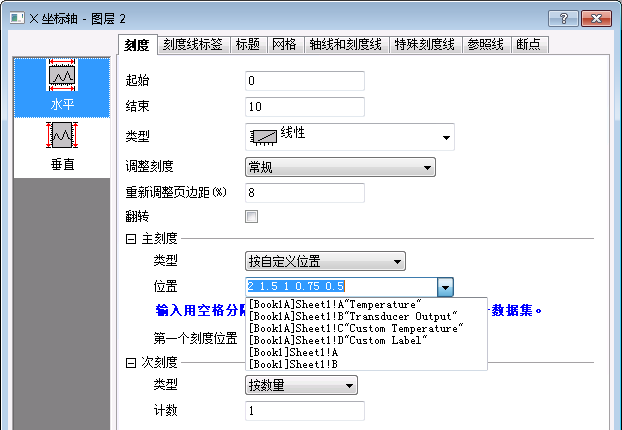 X 坐标轴 - 图层 2
刻度 刻度线标签 标题 网格 轴线和刻度线 特殊刻度线 参照线 断点
水平
垂直
起始 0
结束 10
类型 线性
调整刻度 常规
重新调整页边距(%) 8
翻转
主刻度
类型 按自定义位置
位置 2 1.5 1 0.75 0.5
输入用空格分 数据集。
[Book1A]Sheet1!A"Temperature"
[Book1A]Sheet1!B"Transducer Output"
[Book1A]Sheet1!C"Custom Temperature"
[Book1A]Sheet1!D"Custom Label"
[Book1]Sheet1!A
[Book1]Sheet1!B
第一个刻度位置
次刻度
类型 按数量
计数 1